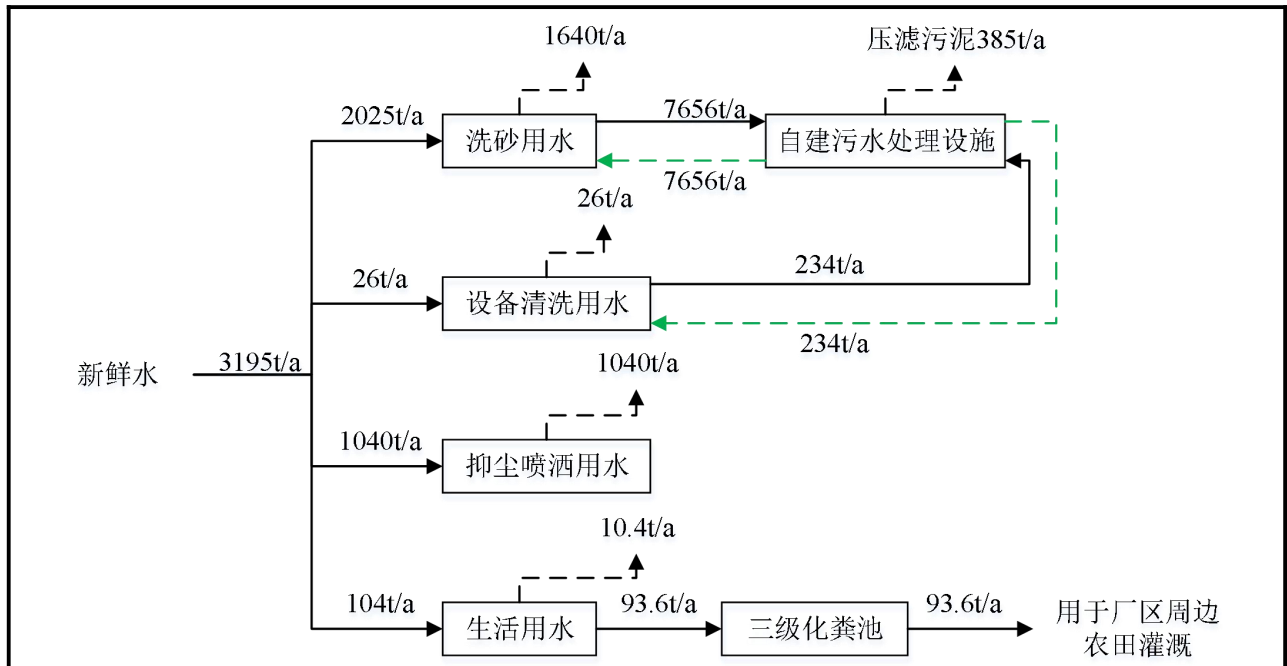 1640t/a
压滤污泥385t/a
2025t/a
洗砂用水
7656t/a
自建污水处理设施
7656t/a
26t/a
26t/a
设备清洗用水
234t/a
234t/a
新鲜水
3195t/a
1040t/a
1040t/a
抑尘喷洒用水
10.4t/a
104t/a
生活用水
93.6t/a
三级化粪池
93.6t/a
用于厂区周边
农田灌溉